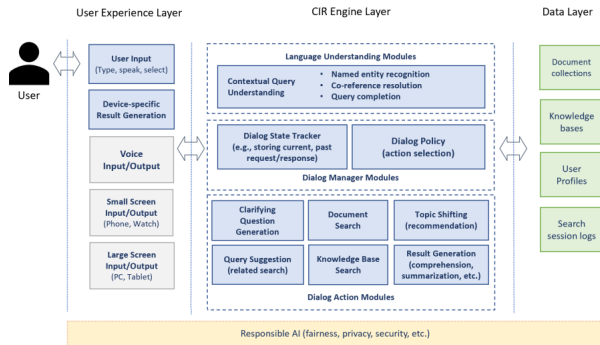 User Experience Layer
CIR Engine Layer
Data Layer
User
User Input
(Type, speak, select)
Device-specific
Result Generation
Voice
Input/Output
Small Screen
Input/Output
(Phone, Watch)
Large Screen
Input/Output
(PC, Tablet)
Language Understanding Modules
Contextual Query
Understanding
• Named entity recognition
• Co-reference resolution
• Query completion
Dialog State Tracker
(e.g., storing current, past
request/response)
Dialog Policy
(action selection)
Dialog Manager Modules
Clarifying
Question
Generation
Document
Search
Topic Shifting
(recommendation)
Query Suggestion
(related search)
Knowledge Base
Search
Result Generation
(comprehension,
summarization, etc.)
Dialog Action Modules
Document
collections
Knowledge
bases
User
Profiles
Search
session logs
Responsible AI (fairness, privacy, security, etc.)